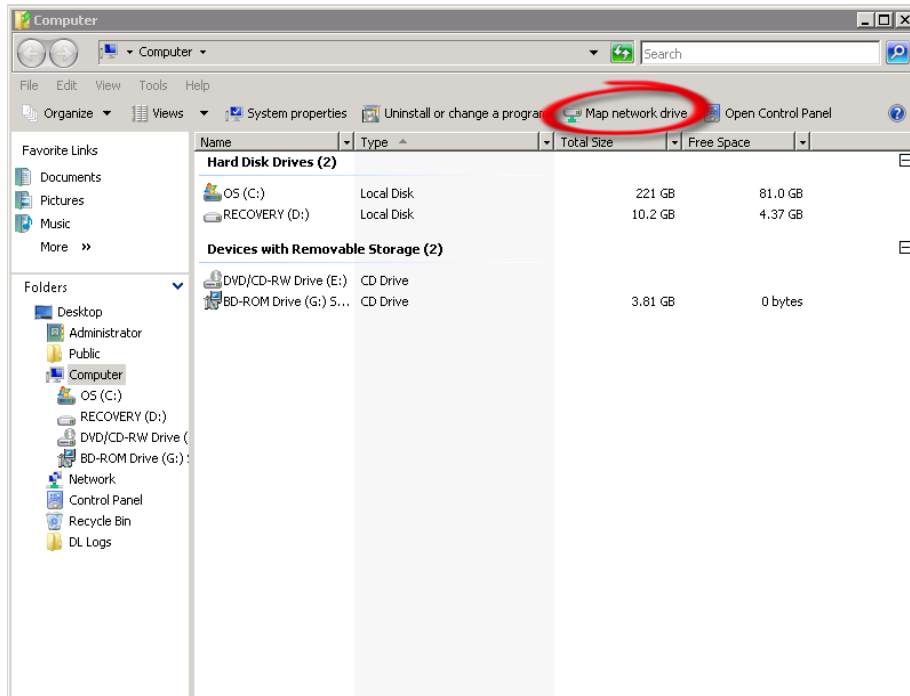 Computer
Computer
Search
File Edit View Tools Help
Organize Views System properties Uninstall or change a program Map network drive Open Control Panel
Favorite Links
Documents
Pictures
Music
More »
Folders
Desktop
Administrator
Public
Computer
OS (C:)
RECOVERY (D:)
DVD/CD-RW Drive (
BD-ROM Drive (G:) S
Network
Control Panel
Recycle Bin
DL Logs
Name Type Total Size Free Space
Hard Disk Drives (2)
OS (C:) Local Disk 221 GB 81.0 GB
RECOVERY (D:) Local Disk 10.2 GB 4.37 GB
Devices with Removable Storage (2)
DVD/CD-RW Drive (E:) CD Drive
BD-ROM Drive (G:) S... CD Drive 3.81 GB 0 bytes